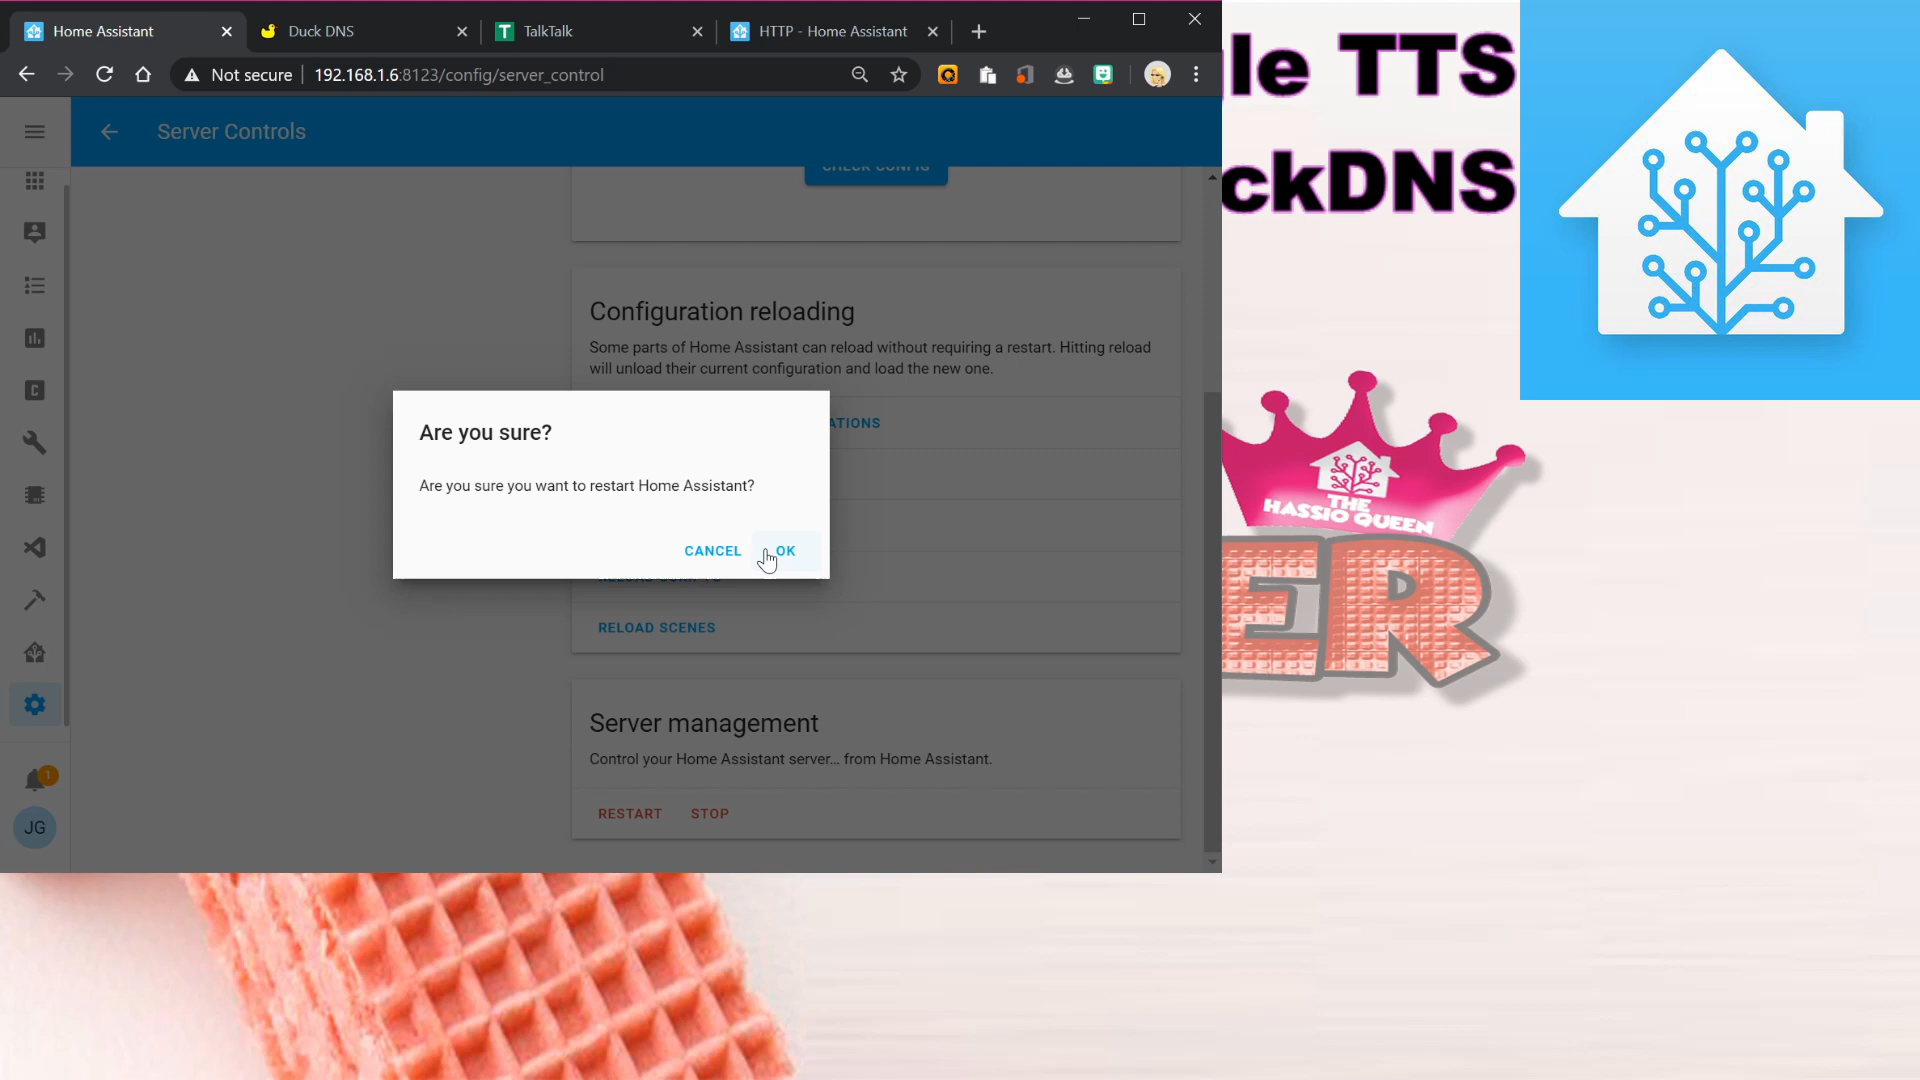 Home Assistant
Duck DNS
TalkTalk
HTTP - Home Assistant
Not secure
192.168.1.6:8123/config/server_control
Server Controls
CHECK CONFIG
Configuration reloading
Some parts of Home Assistant can reload without requiring a restart. Hitting reload
will unload their current configuration and load the new one.
ATIONS
Are you sure?
Are you sure you want to restart Home Assistant?
CANCEL
OK
RELOAD SCENES
Server management
Control your Home Assistant server... from Home Assistant.
RESTART
STOP
1
JG
le TTS
ckDNS
THE
HASSIO QUEEN
ER